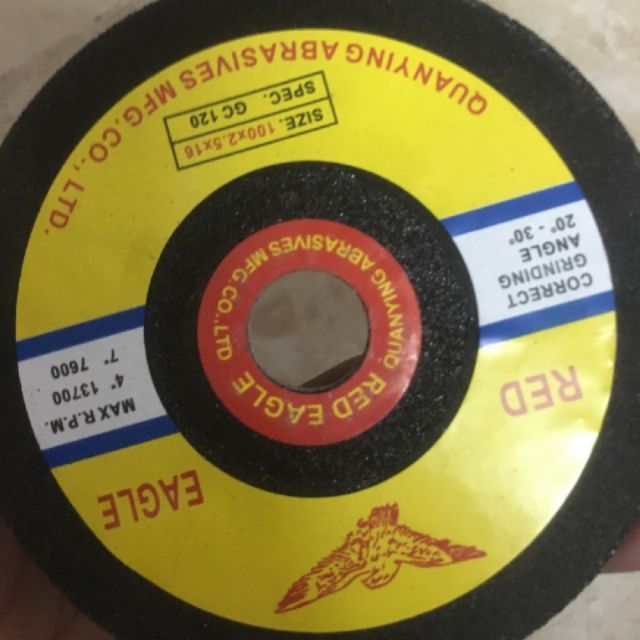 RED EAGLE
CORRECT
GRINDING
ANGLE
20° - 30°
MAX R.P.M.
4" 13700
7" 7600
SIZE. 100x2.5x16
SPEC. GC 120
QUANYING ABRASIVES MFG.CO., LTD.
RED EAGLE
QUANYING ABRASIVES MFG.CO.,LTD